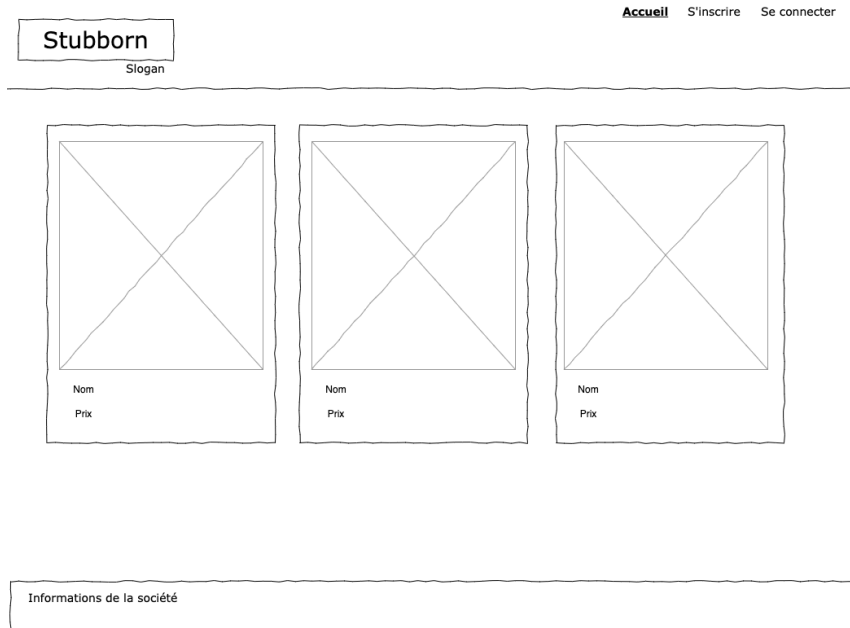 Accueil S'inscrire Se connecter
Stubborn
Slogan
Nom
Prix
Nom
Prix
Nom
Prix
Informations de la société